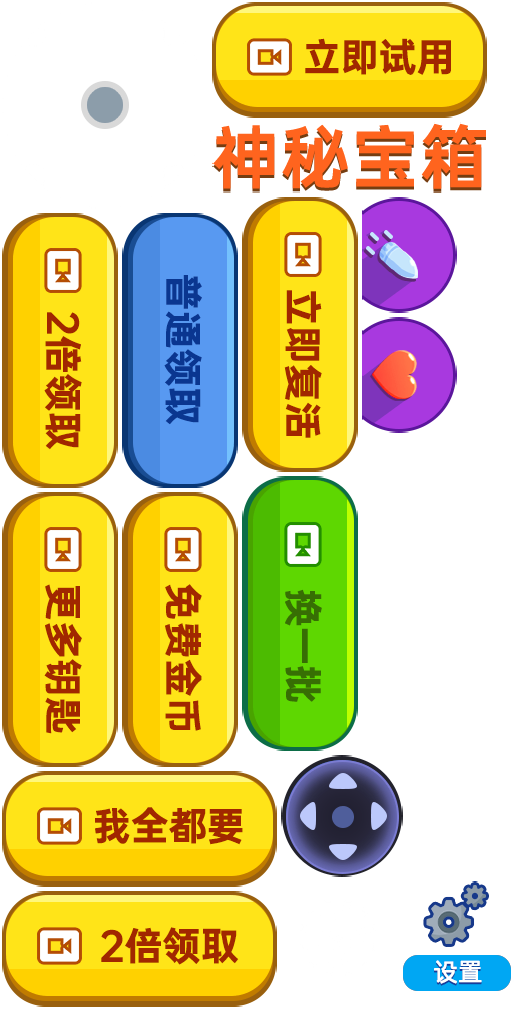 立即试用
神秘宝箱
2倍领取
普通领取
立即复活
更多钥匙
免费金币
换一批
我全都要
2倍领取
设置